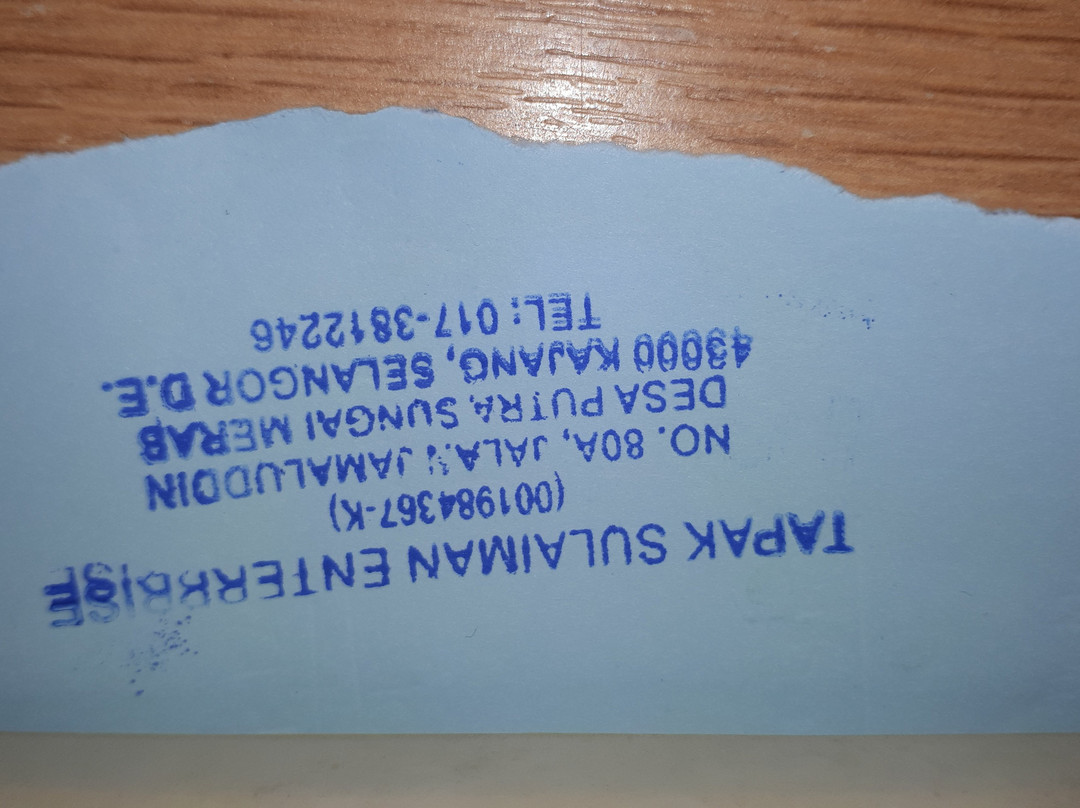 TAPAK SULAIMAN ENTERPRISE
(001984367-K)
NO. 80A, JALAN JAMALUDDIN
DESA PUTRA SUNGAI MERAB
43000 KAJANG, SELANGOR D.E.
TEL: 017-3812246